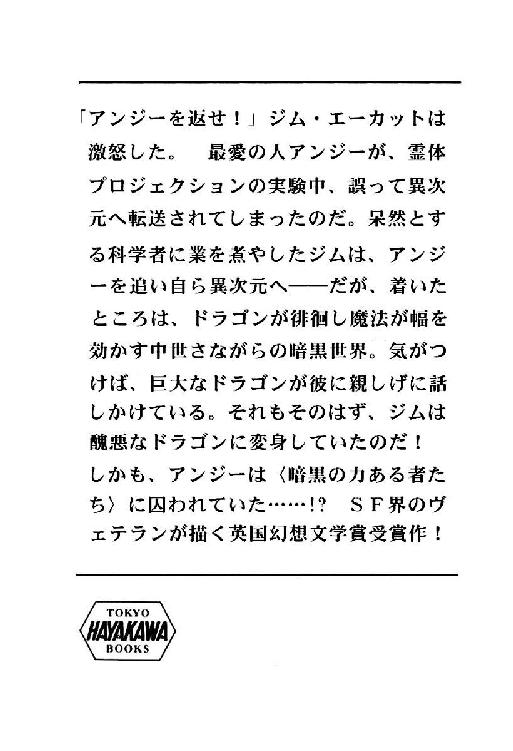 「アンジーを返せ！」ジム・エーカットは
激怒した。　最愛の人アンジーが、霊体
プロジェクションの実験中、誤って異次
元へ転送されてしまったのだ。呆然とす
る科学者に業を煮やしたジムは、アンジ
ーを追い自ら異次元へ――だが、着いた
ところは、ドラゴンが徘徊し魔法が幅を
効かす中世さながらの暗黒世界。気がつ
けば、巨大なドラゴンが彼に親しげに話
しかけている。それもそのはず、ジムは
醜悪なドラゴンに変身していたのだ！
しかも、アンジーは〈暗黒の力ある者た
ち〉に囚われていた……!?　ＳＦ界のヴ
ェテランが描く英国幻想文学賞受賞作！
TOKYO
HAYAKAWA
BOOKS